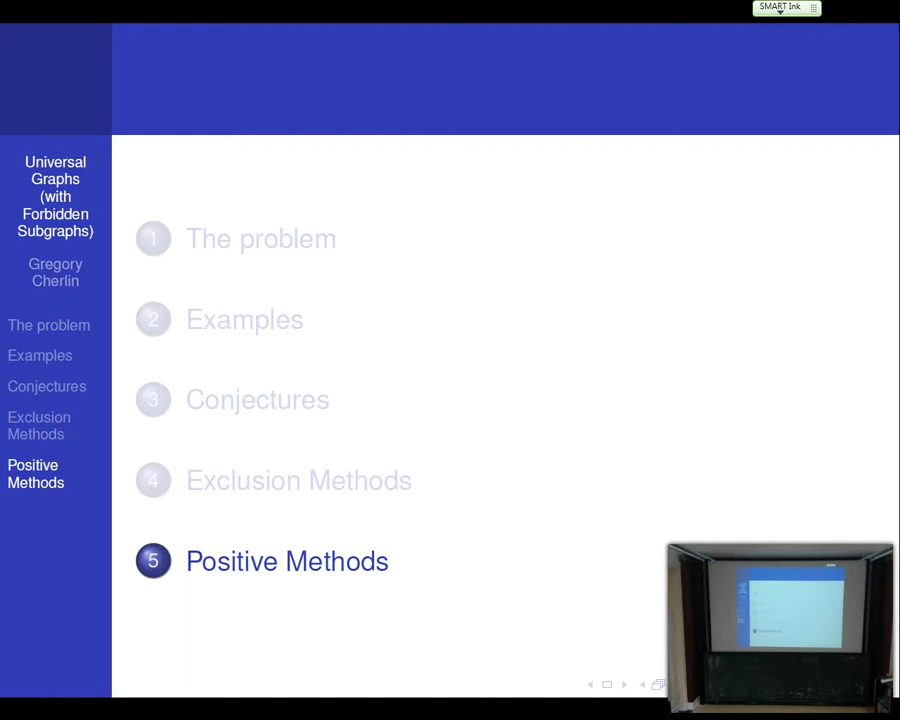 SMART Ink
Universal
Graphs
(with
Forbidden
Subgraphs)
Gregory
Cherlin
The problem
Examples
Conjectures
Exclusion
Methods
Positive
Methods
1 The problem
2 Examples
3 Conjectures
4 Exclusion Methods
5 Positive Methods